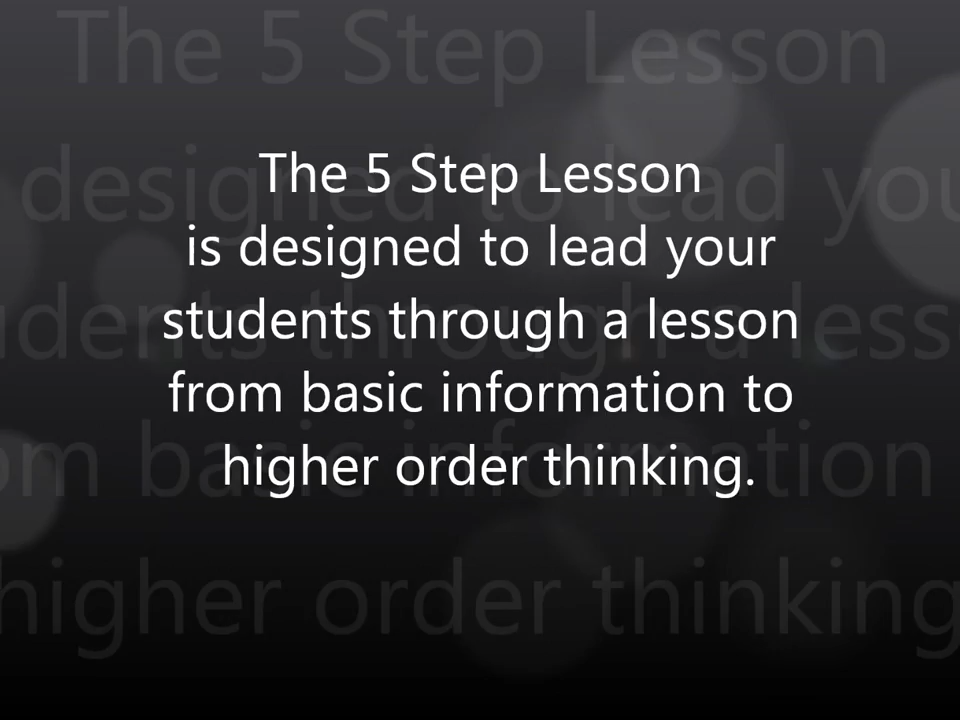 The 5 Step Lesson
is designed to lead your
students through a lesson
from basic information to
higher order thinking.